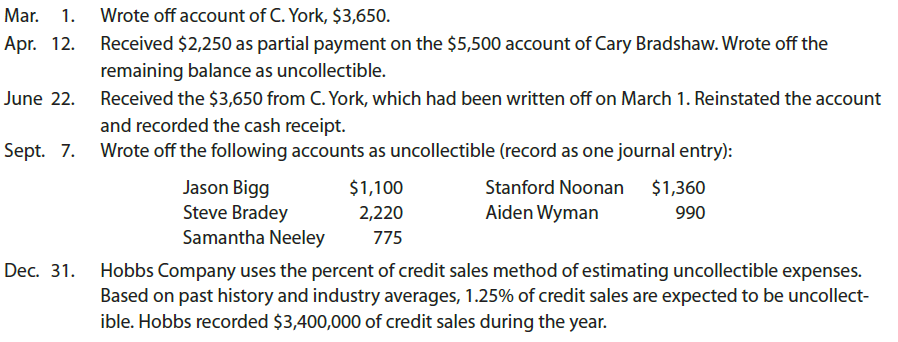 Mar. 1. Wrote off account of C. York, $3,650.
Apr. 12. Received $2,250 as partial payment on the $5,500 account of Cary Bradshaw. Wrote off the
remaining balance as uncollectible.
June 22. Received the $3,650 from C. York, which had been written off on March 1. Reinstated the account
and recorded the cash receipt.
Sept. 7. Wrote off the following accounts as uncollectible (record as one journal entry):
Jason Bigg $1,100 Stanford Noonan $1,360
Steve Bradey 2,220 Aiden Wyman 990
Samantha Neeley 775
Dec. 31. Hobbs Company uses the percent of credit sales method of estimating uncollectible expenses.
Based on past history and industry averages, 1.25% of credit sales are expected to be uncollect-
ible. Hobbs recorded $3,400,000 of credit sales during the year.